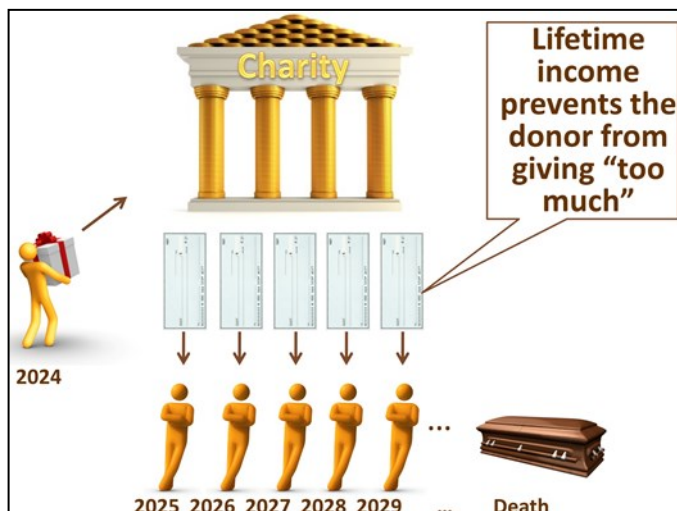 Charity
Lifetime
income
prevents the
donor from
giving “too
much”
2024
...
2025 2026 2027 2028 2029 ... Death